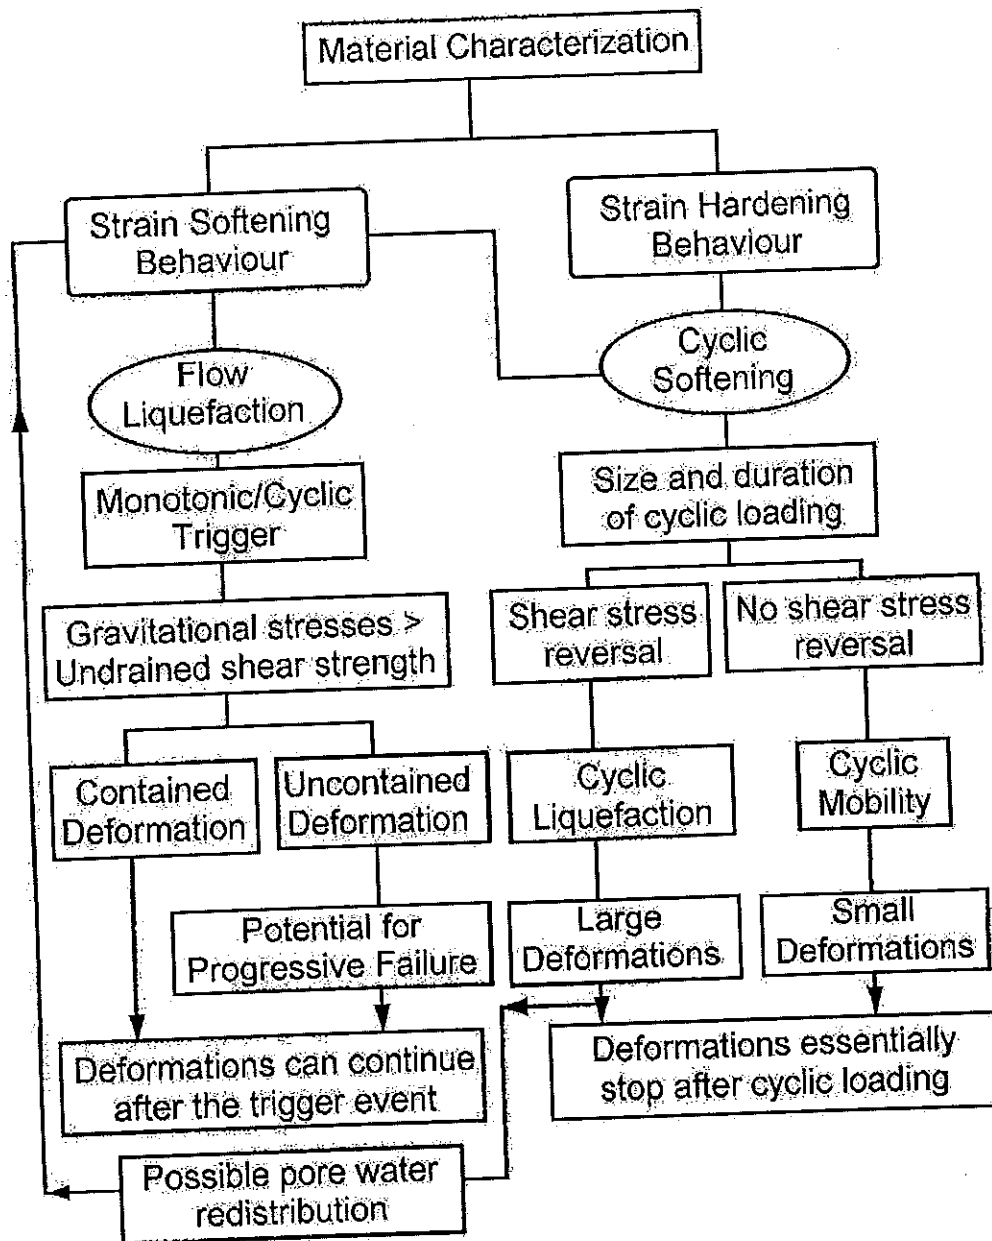 Material Characterization
Strain Softening
Behaviour
Strain Hardening
Behaviour
Flow
Liquefaction
Cyclic
Softening
Monotonic/Cyclic
Trigger
Size and duration
of cyclic loading
Gravitational stresses >
Undrained shear strength
Shear stress
reversal
No shear stress
reversal
Contained
Deformation
Uncontained
Deformation
Cyclic
Liquefaction
Cyclic
Mobility
Potential for
Progressive Failure
Large
Deformations
Small
Deformations
Deformations can continue
after the trigger event
Deformations essentially
stop after cyclic loading
Possible pore water
redistribution